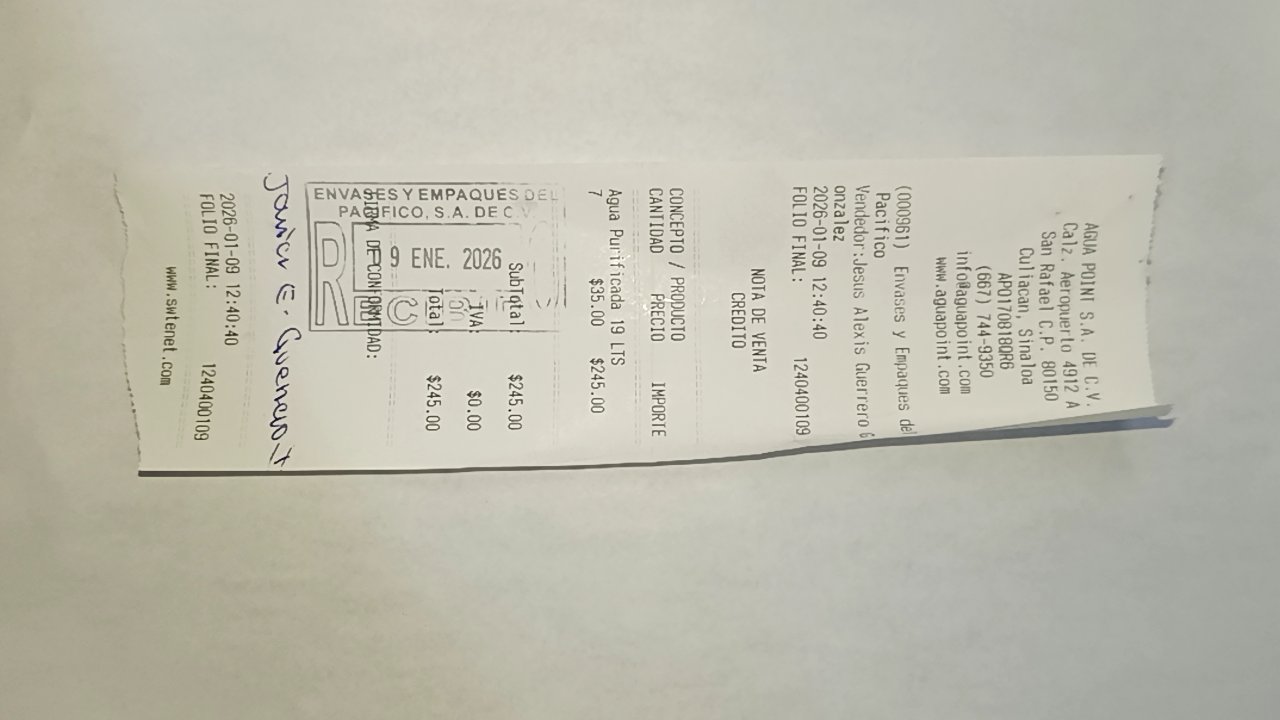 AGUA POINT S.A. DE C.V.
Calz. Aeropuerto 4912 A
San Rafael C.P. 80150
Culiacan, Sinaloa
APO170818QR6
(667) 744-9350
info@aguapoint.com
www.aguapoint.com
(000961) Envases y Empaques del
Pacifico
Vendedor:Jesus Alexis Guerrero G
onzalez
2026-01-09 12:40:40
FOLIO FINAL: 1240400109
NOTA DE VENTA
CREDITO
CONCEPTO / PRODUCTO
CANTIDAD PRECIO IMPORTE
Agua Purificada 19 LTS
7 $35.00 $245.00
SubTotal: $245.00
IVA: $0.00
Total: $245.00
ENVASES Y EMPAQUES DEL
PACIFICO, S.A. DE C.V.
9 ENE. 2026
FIRMA DE CONFORMIDAD:
Javier E.
2026-01-09 12:40:40
FOLIO FINAL: 1240400109
www.swtenet.com